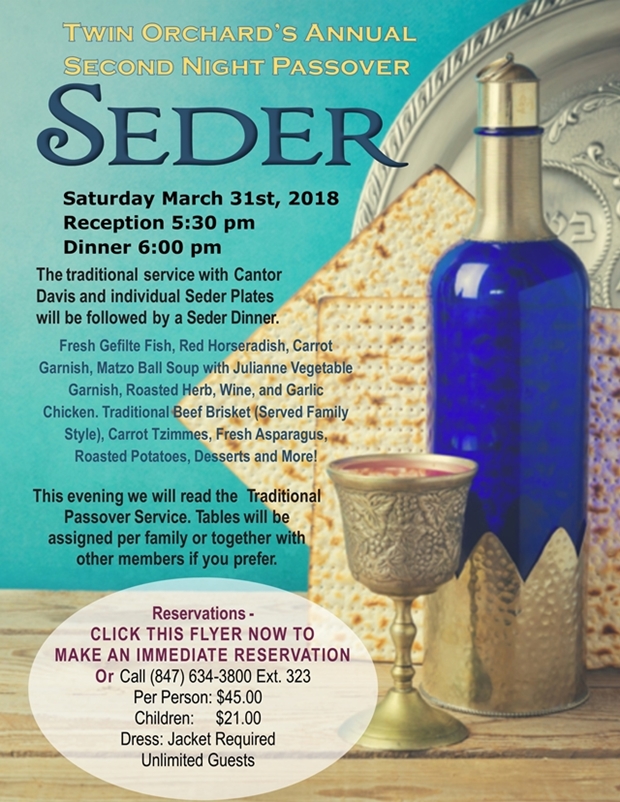 Twin Orchard's Annual
Second Night Passover
Seder
Saturday March 31st, 2018
Reception 5:30 pm
Dinner 6:00 pm
The traditional service with Cantor
Davis and individual Seder Plates
will be followed by a Seder Dinner.
Fresh Gefilte Fish, Red Horseradish, Carrot
Garnish, Matzo Ball Soup with Julianne Vegetable
Garnish, Roasted Herb, Wine, and Garlic
Chicken. Traditional Beef Brisket (Served Family
Style), Carrot Tzimmes, Fresh Asparagus,
Roasted Potatoes, Desserts and More!
This evening we will read the Traditional
Passover Service. Tables will be
assigned per family or together with
other members if you prefer.
Reservations -
CLICK THIS FLYER NOW TO
MAKE AN IMMEDIATE RESERVATION
Or Call (847) 634-3800 Ext. 323
Per Person: $45.00
Children: $21.00
Dress: Jacket Required
Unlimited Guests